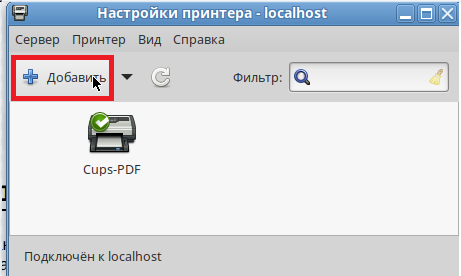 Настройки принтера - localhost
Сервер Принтер Вид Справка
Добавить Фильтр:
Cups-PDF
Подключён к localhost